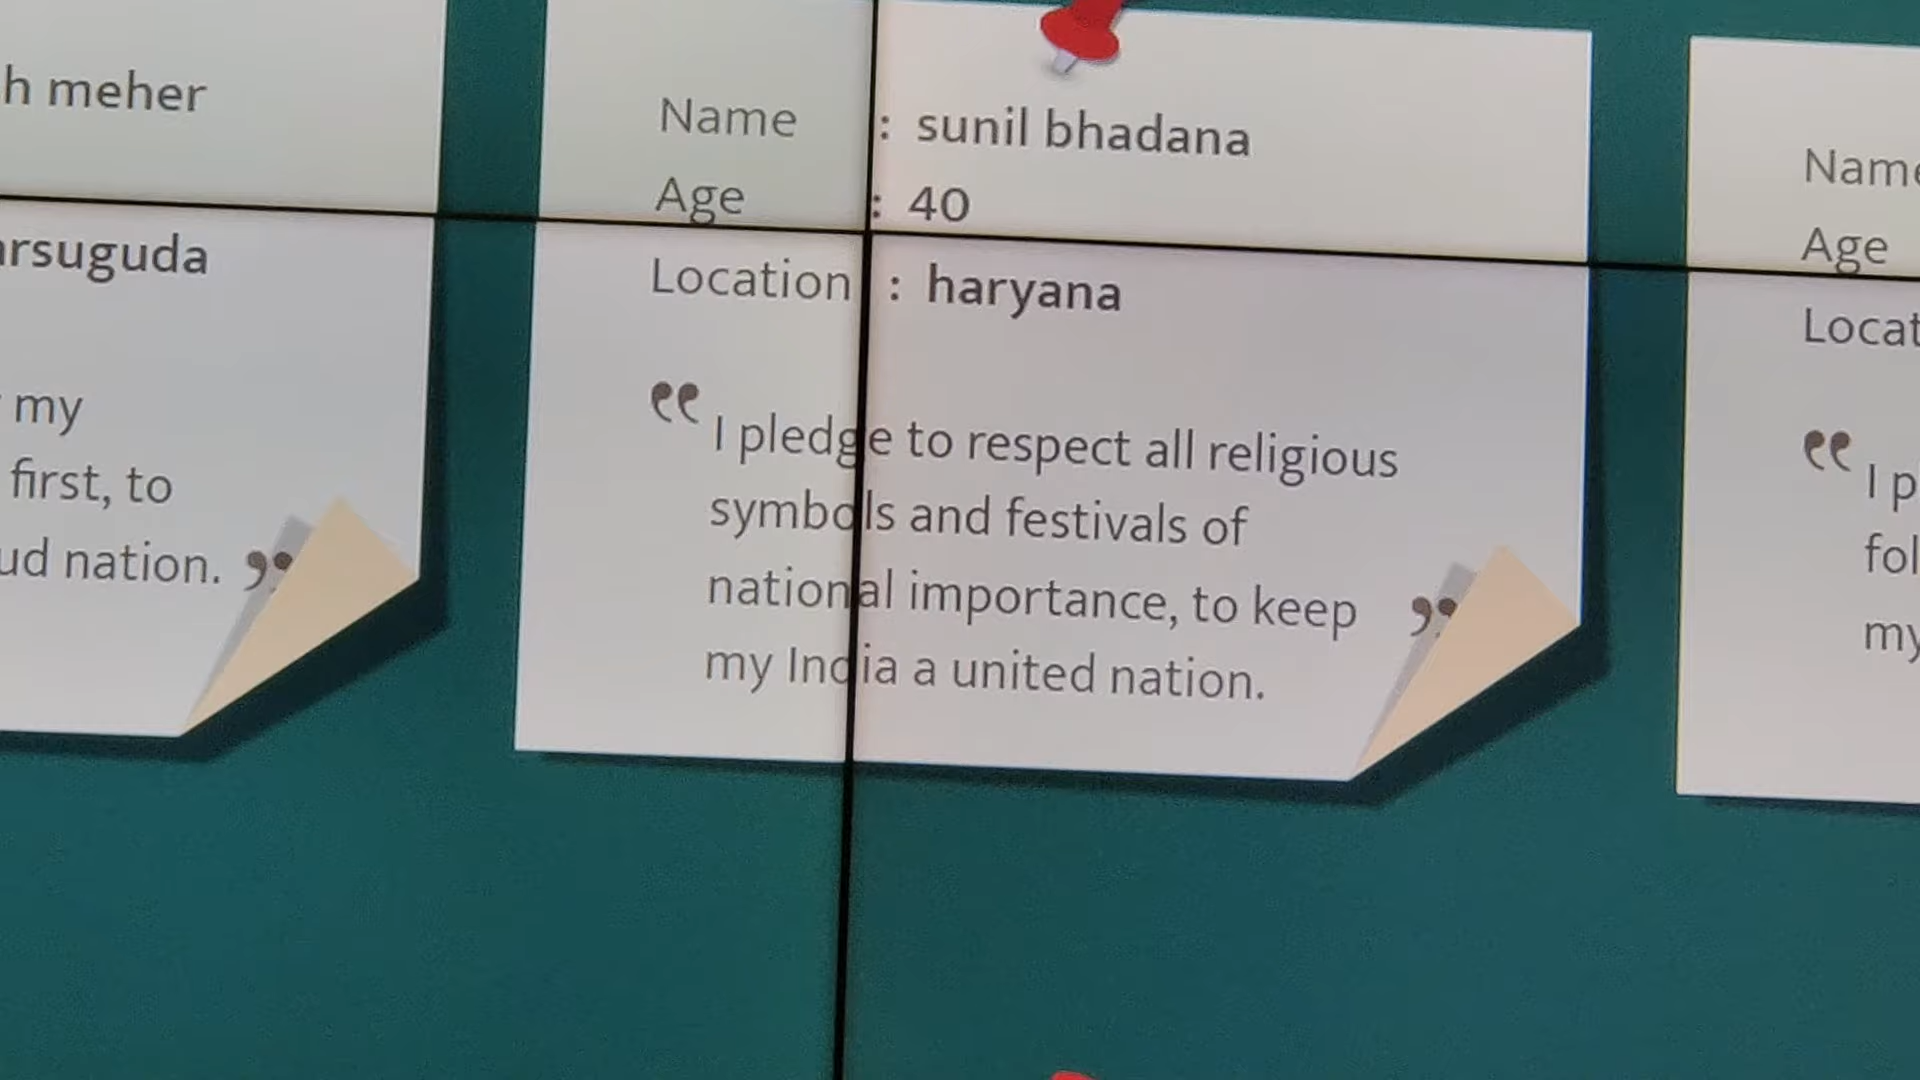 h meher
arsuguda
my
first, to
ud nation. ”
Name : sunil bhadana
Age : 40
Location : haryana
“ I pledge to respect all religious
symbols and festivals of
national importance, to keep
my India a united nation. ”
Name
Age
Locat
“ I p
fol
my